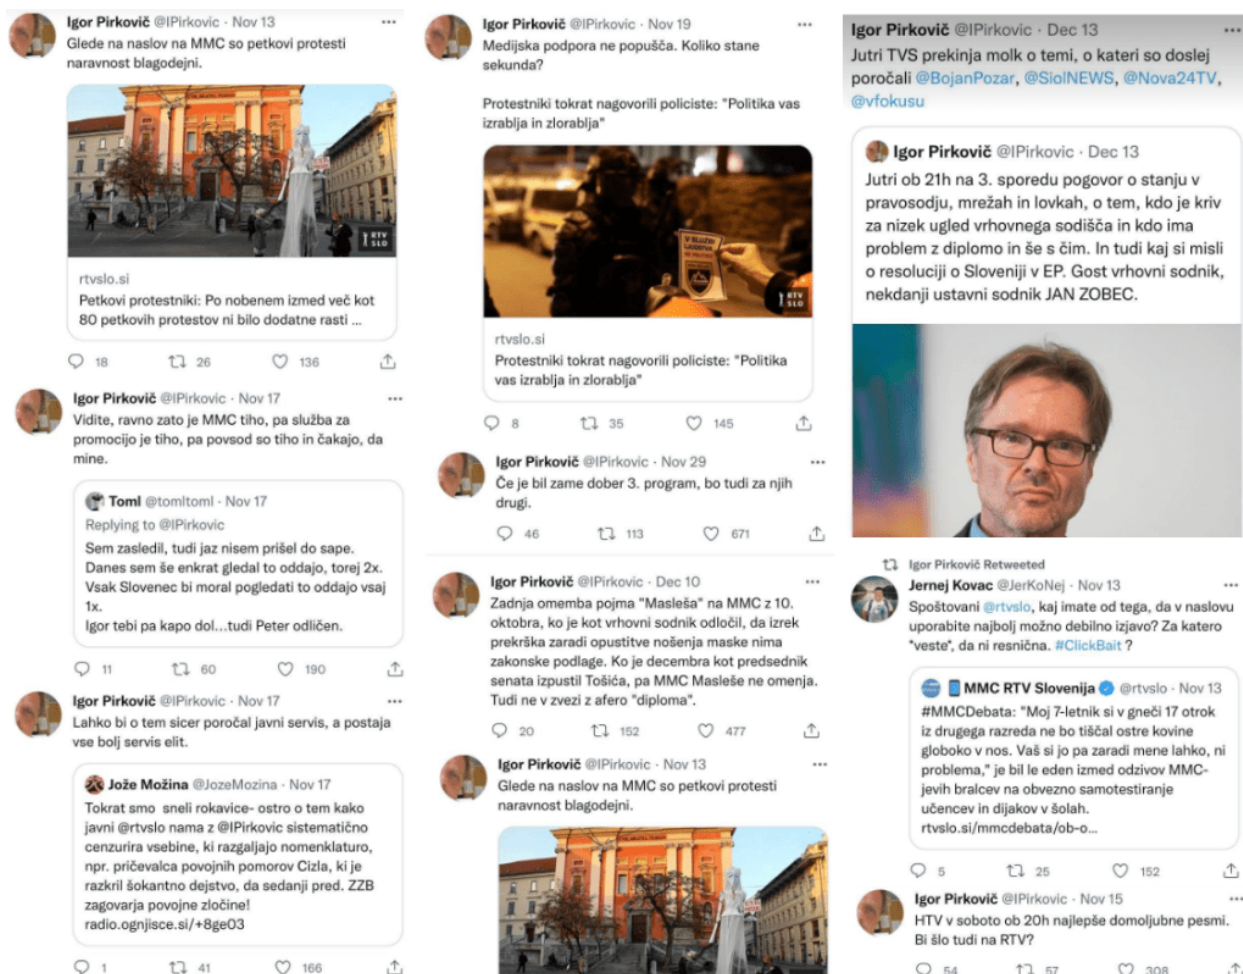 Igor Pirkovič @IPirkovic · Nov 13
Glede na naslov na MMC so petkovi protesti
naravnost blagodejni.
RTV
SLO
rtvslo.si
Petkovi protestniki: Po nobenem izmed več kot
80 petkovih protestov ni bilo dodatne rasti ...
18 26 136
Igor Pirkovič @IPirkovic · Nov 17
Vidite, ravno zato je MMC tiho, pa služba za
promocijo je tiho, pa povsod so tiho in čakajo, da
mine.
Toml @tomltoml · Nov 17
Replying to @IPirkovic
Sem zasledil, tudi jaz nisem prišel do sape.
Danes sem še enkrat gledal to oddajo, torej 2x.
Vsak Slovenec bi moral pogledati to oddajo vsaj
1x.
Igor tebi pa kapo dol...tudi Peter odličen.
11 60 190
Igor Pirkovič @IPirkovic · Nov 17
Lahko bi o tem sicer poročal javni servis, a postaja
vse bolj servis elit.
Jože Možina @JozeMozina · Nov 17
Tokrat smo sneli rokavice- ostro o tem kako
javni @rtvslo nama z @IPirkovic sistematično
cenzurira vsebine, ki razgaljajo nomenklaturo,
npr. pričevalca povojnih pomorov Cizla, ki je
razkril šokantno dejstvo, da sedanji pred. ZZB
zagovarja povojne zločine!
radio.ognjisce.si/+8ge03
1 41 166
Igor Pirkovič @IPirkovic · Nov 19
Medijska podpora ne popušča. Koliko stane
sekunda?
Protestniki tokrat nagovorili policiste: "Politika vas
izrablja in zlorablja"
V SLUŽBI
LJUDSTVA
NE POLITIKE
RTV
SLO
rtvslo.si
Protestniki tokrat nagovorili policiste: "Politika
vas izrablja in zlorablja"
8 35 145
Igor Pirkovič @IPirkovic · Nov 29
Če je bil zame dober 3. program, bo tudi za njih
drugi.
46 113 671
Igor Pirkovič @IPirkovic · Dec 10
Zadnja omemba pojma "Masleša" na MMC z 10.
oktobra, ko je kot vrhovni sodnik odločil, da izrek
prekrška zaradi opustitve nošenja maske nima
zakonske podlage. Ko je decembra kot predsednik
senata izpustil Tošića, pa MMC Masleše ne omenja.
Tudi ne v zvezi z afero "diploma".
20 152 477
Igor Pirkovič @IPirkovic · Nov 13
Glede na naslov na MMC so petkovi protesti
naravnost blagodejni.
Igor Pirkovič @IPirkovic · Dec 13
Jutri TVS prekinja molk o temi, o kateri so doslej
poročali @BojanPozar, @SiolNEWS, @Nova24TV,
@vfokusu
Igor Pirkovič @IPirkovic · Dec 13
Jutri ob 21h na 3. sporedu pogovor o stanju v
pravosodju, mrežah in lovkah, o tem, kdo je kriv
za nizek ugled vrhovnega sodišča in kdo ima
problem z diplomo in še s čim. In tudi kaj si misli
o resoluciji o Sloveniji v EP. Gost vrhovni sodnik,
nekdanji ustavni sodnik JAN ZOBEC.
Igor Pirkovič Retweeted
Jernej Kovac @JerKoNej · Nov 13
Spoštovani @rtvslo, kaj imate od tega, da v naslovu
uporabite najbolj možno debilno izjavo? Za katero
"veste", da ni resnična. #ClickBait ?
MMC RTV Slovenija @rtvslo · Nov 13
#MMCDebata: "Moj 7-letnik si v gneči 17 otrok
iz drugega razreda ne bo tiščal ostre kovine
globoko v nos. Vaš si jo pa zaradi mene lahko, ni
problema," je bil le eden izmed odzivov MMC-
jevih bralcev na obvezno samotestiranje
učencev in dijakov v šolah.
rtvslo.si/mmcdebata/ob-o...
5 25 152
Igor Pirkovič @IPirkovic · Nov 15
HTV v soboto ob 20h najlepše domoljubne pesmi.
Bi šlo tudi na RTV?
54 57 308